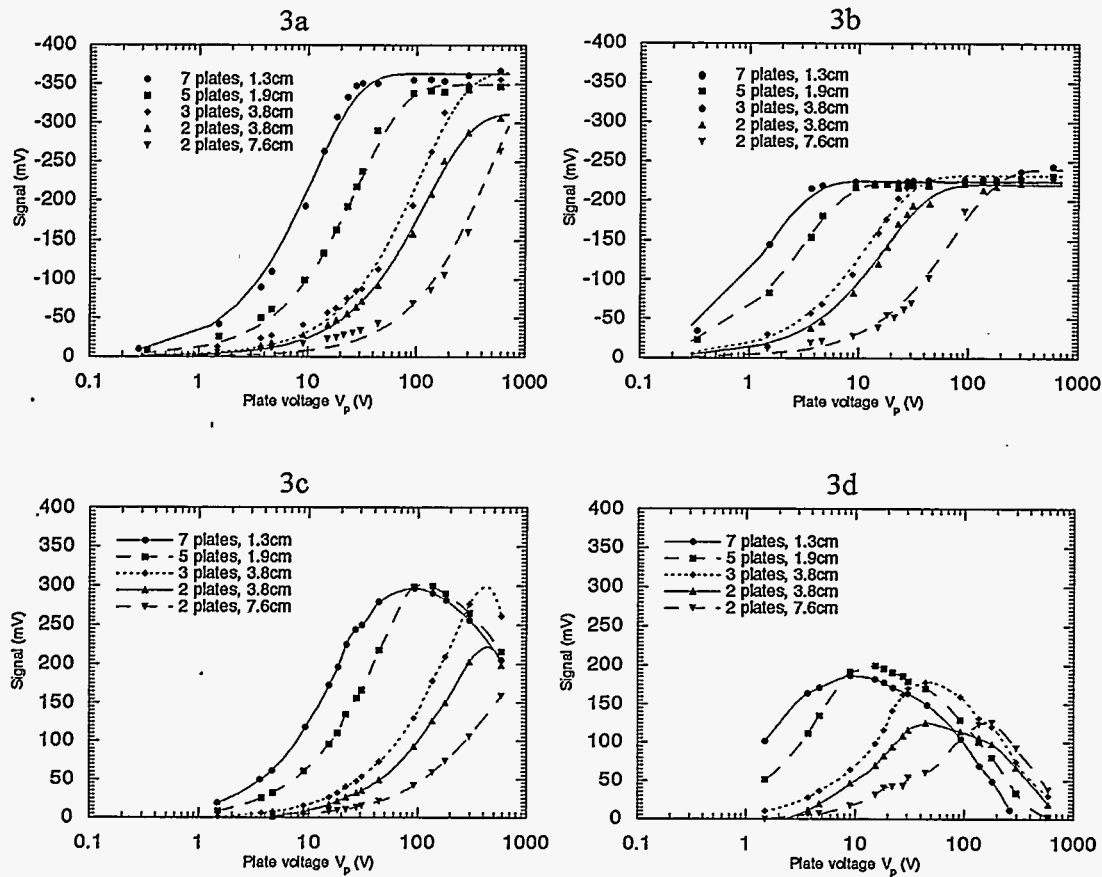 3a
-400
-350
-300
-250
-200
-150
-100
-50
0
Signal (mV)
7 plates, 1.3cm
5 plates, 1.9cm
3 plates, 3.8cm
2 plates, 3.8cm
2 plates, 7.6cm
0.1 1 10 100 1000
Plate voltage Vp (V)
3b
-400
-350
-300
-250
-200
-150
-100
-50
0
Signal (mV)
7 plates, 1.3cm
5 plates, 1.9cm
3 plates, 3.8cm
2 plates, 3.8cm
2 plates, 7.6cm
0.1 1 10 100 1000
Plate voltage Vp (V)
3c
400
350
300
250
200
150
100
50
0
Signal (mV)
7 plates, 1.3cm
5 plates, 1.9cm
3 plates, 3.8cm
2 plates, 3.8cm
2 plates, 7.6cm
0.1 1 10 100 1000
Plate voltage Vp (V)
3d
400
350
300
250
200
150
100
50
0
Signal (mV)
7 plates, 1.3cm
5 plates, 1.9cm
3 plates, 3.8cm
2 plates, 3.8cm
2 plates, 7.6cm
0.1 1 10 100 1000
Plate voltage Vp (V)